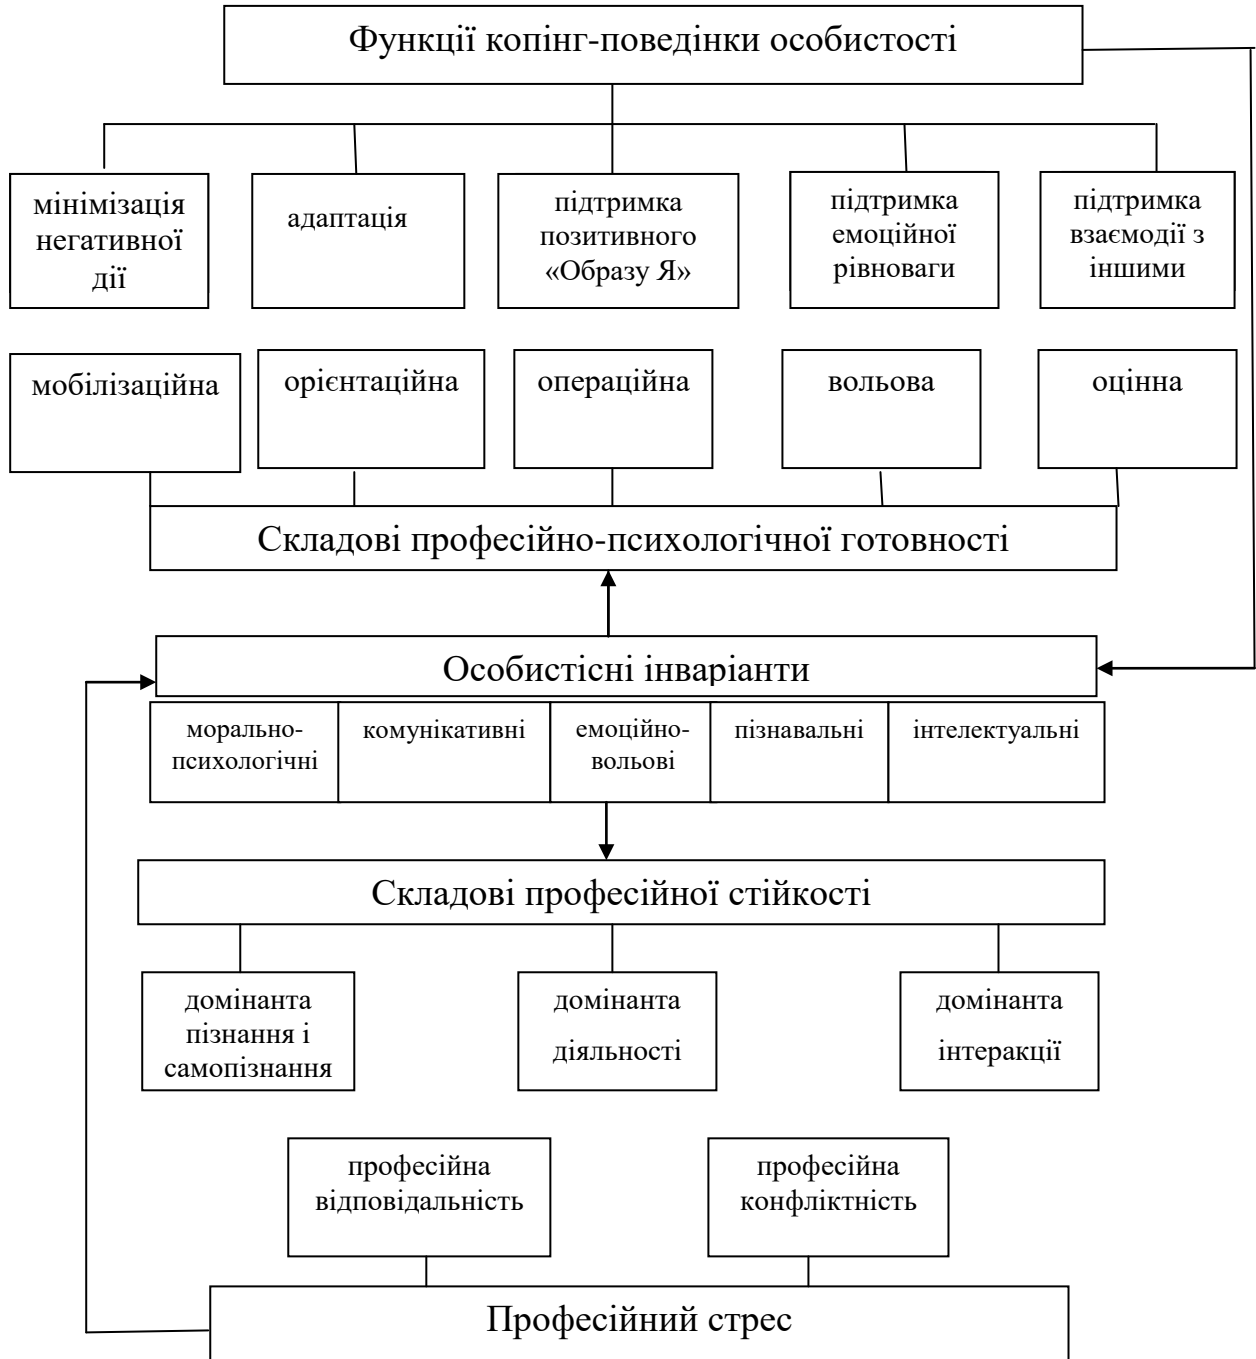 Функції копінг-поведінки особистості
мінімізація
негативної
дії
адаптація
підтримка
позитивного
«Образу Я»
підтримка
емоційної
рівноваги
підтримка
взаємодії з
іншими
мобілізаційна
орієнтаційна
операційна
вольова
оцінна
Складові професійно-психологічної готовності
Особистісні інваріанти
морально-
психологічні
комунікативні
емоційно-
вольові
пізнавальні
інтелектуальні
Складові професійної стійкості
домінанта
пізнання і
самопізнання
домінанта
діяльності
домінанта
інтеракції
професійна
відповідальність
професійна
конфліктність
Професійний стрес